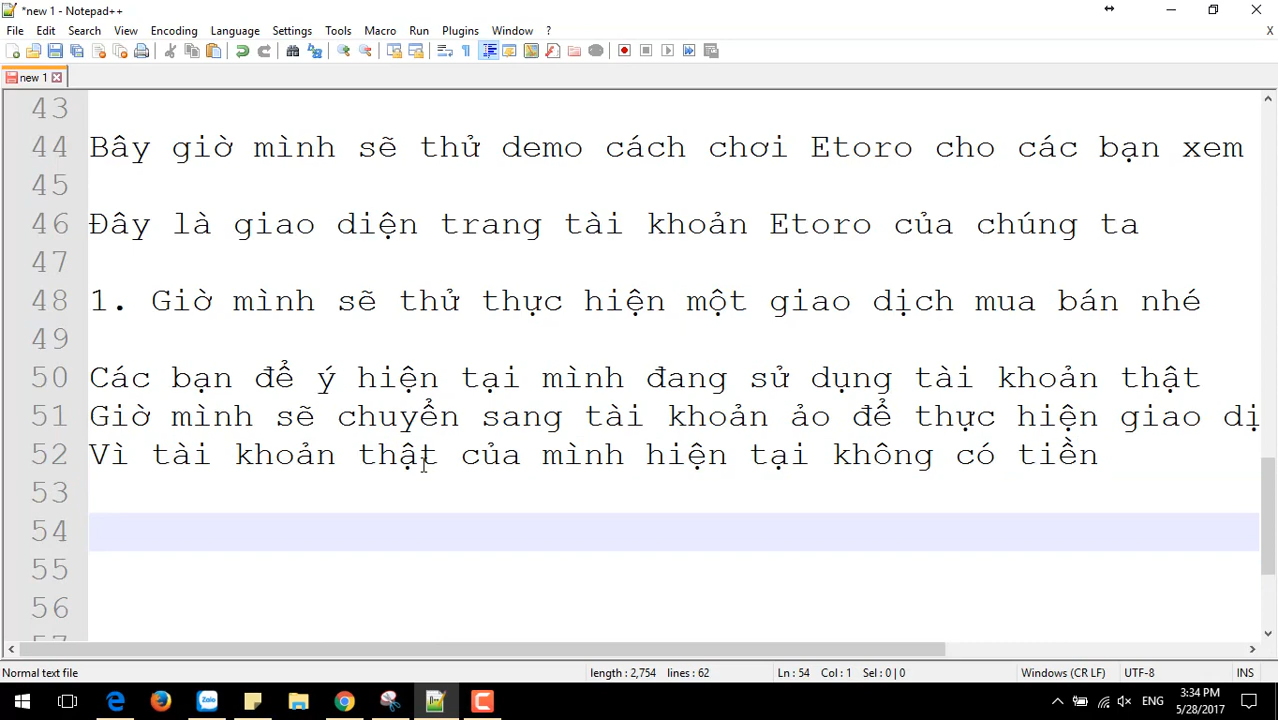 *new 1 - Notepad++
File Edit Search View Encoding Language Settings Tools Macro Run Plugins Window ? X
new 1
43
44 Bây giờ mình sẽ thử demo cách chơi Etoro cho các bạn xem
45
46 Đây là giao diện trang tài khoản Etoro của chúng ta
47
48 1. Giờ mình sẽ thử thực hiện một giao dịch mua bán nhé
49
50 Các bạn để ý hiện tại mình đang sử dụng tài khoản thật
51 Giờ mình sẽ chuyển sang tài khoản ảo để thực hiện giao dị
52 Vì tài khoản thật của mình hiện tại không có tiền
53
54
55
56
Normal text file length : 2,754 lines : 62 Ln : 54 Col : 1 Sel : 0 | 0 Windows (CR LF) UTF-8 INS
Zalo ENG 3:34 PM
5/28/2017